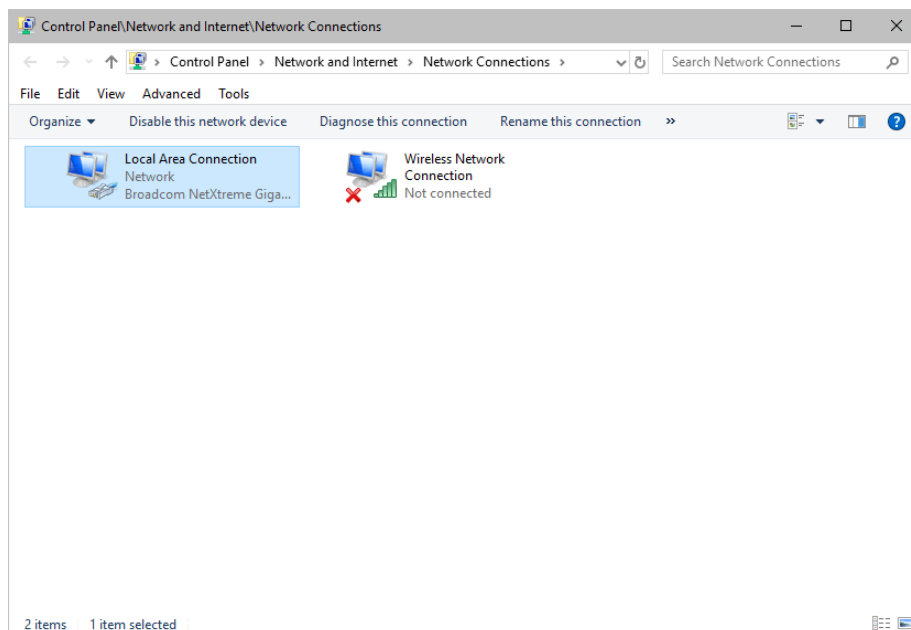 Control Panel\Network and Internet\Network Connections
Control Panel > Network and Internet > Network Connections >
Search Network Connections
File Edit View Advanced Tools
Organize Disable this network device Diagnose this connection Rename this connection »
Local Area Connection
Network
Broadcom NetXtreme Giga...
Wireless Network
Connection
Not connected
2 items 1 item selected